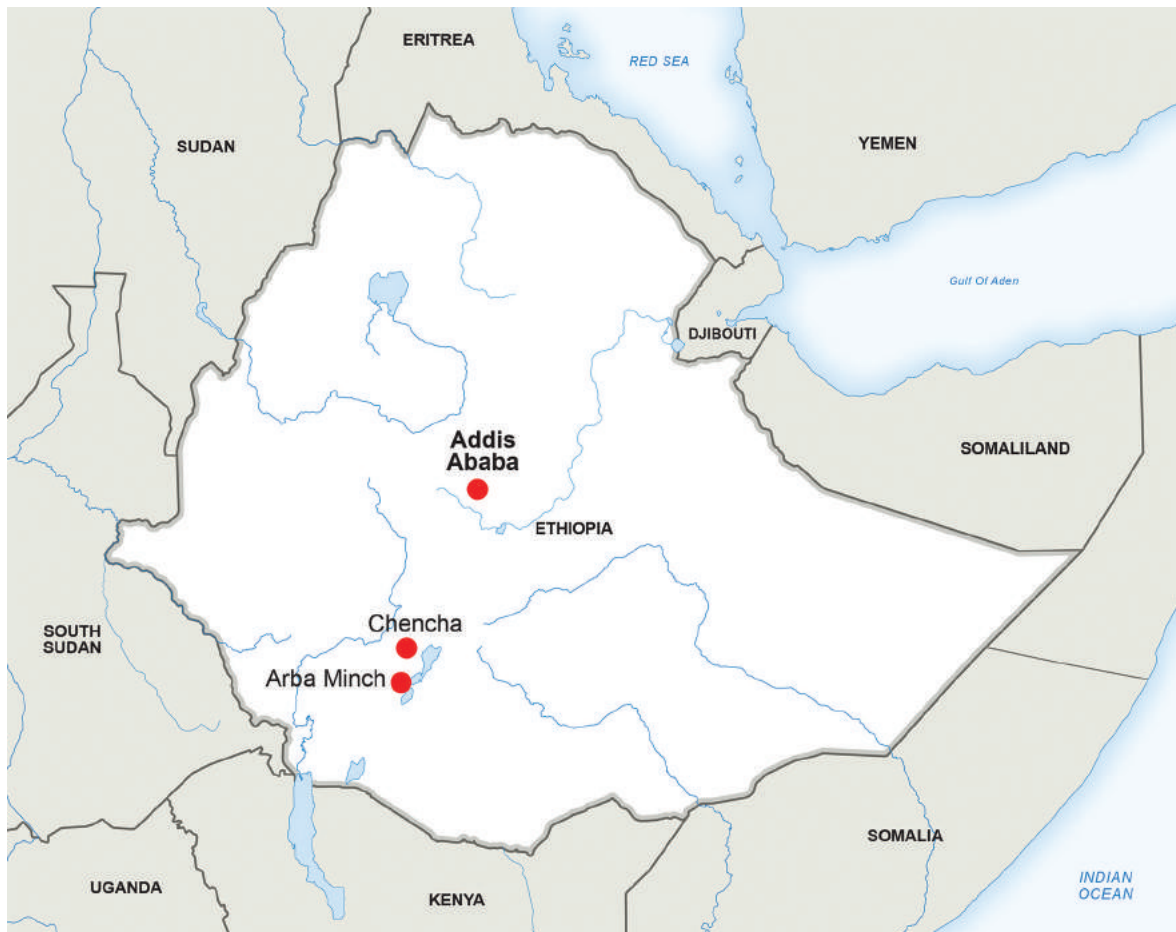 ERITREA
RED SEA
SUDAN
YEMEN
Gulf Of Aden
DJIBOUTI
Addis
Ababa
SOMALILAND
ETHIOPIA
Chencha
SOUTH
SUDAN
Arba Minch
SOMALIA
UGANDA
KENYA
INDIAN
OCEAN